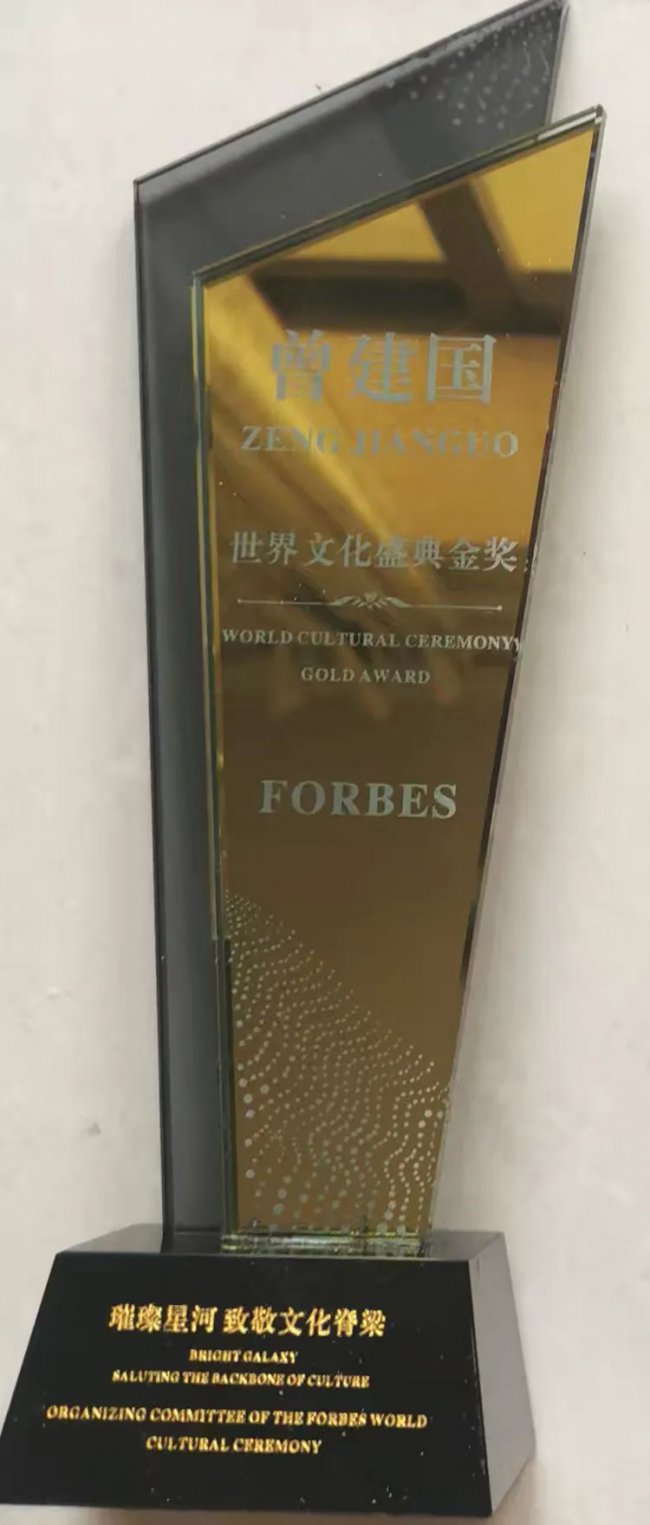 曾建国
ZENG JIANGUO
世界文化盛典金奖
WORLD CULTURAL CEREMONY
GOLD AWARD
FORBES
璀璨星河 致敬文化脊梁
BRIGHT GALAXY
SALUTING THE BACKBONE OF CULTURE
ORGANIZING COMMITTEE OF THE FORBES WORLD
CULTURAL CEREMONY